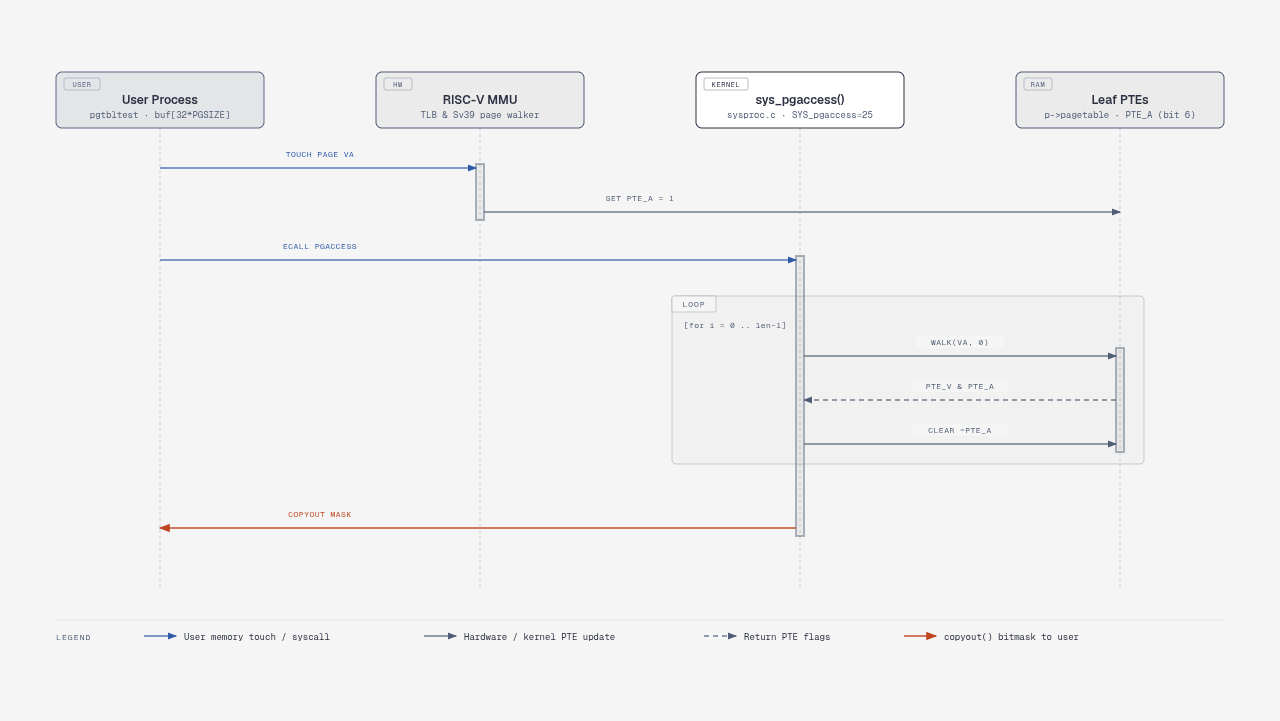 USER
User Process
pgtbltest · buf[32*PGSIZE]
HW
RISC-V MMU
TLB & Sv39 page walker
KERNEL
sys_pgaccess()
sysproc.c · SYS_pgaccess=25
RAM
Leaf PTEs
p->pagetable · PTE_A (bit 6)
TOUCH PAGE VA
SET PTE_A = 1
ECALL PGACCESS
LOOP
[for i = 0 .. len-1]
WALK(VA, 0)
PTE_V & PTE_A
CLEAR ~PTE_A
COPYOUT MASK
LEGEND
User memory touch / syscall
Hardware / kernel PTE update
Return PTE flags
copyout() bitmask to user